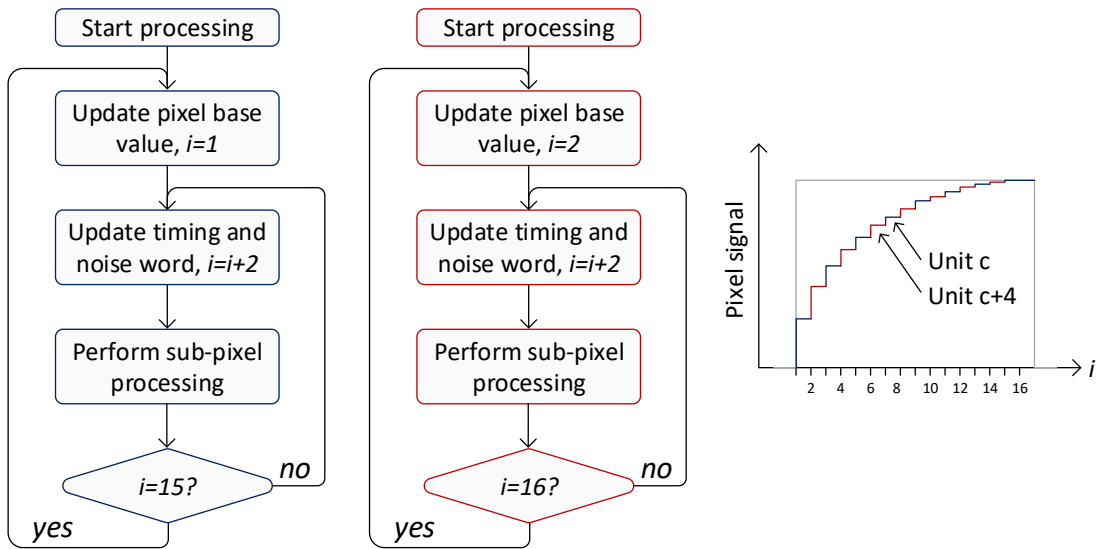 Start processing
Update pixel base
value, i=1
Update timing and
noise word, i=i+2
Perform sub-pixel
processing
i=15?
no
yes
Start processing
Update pixel base
value, i=2
Update timing and
noise word, i=i+2
Perform sub-pixel
processing
i=16?
no
yes
Pixel signal
Unit c
Unit c+4
i
2 4 6 8 10 12 14 16